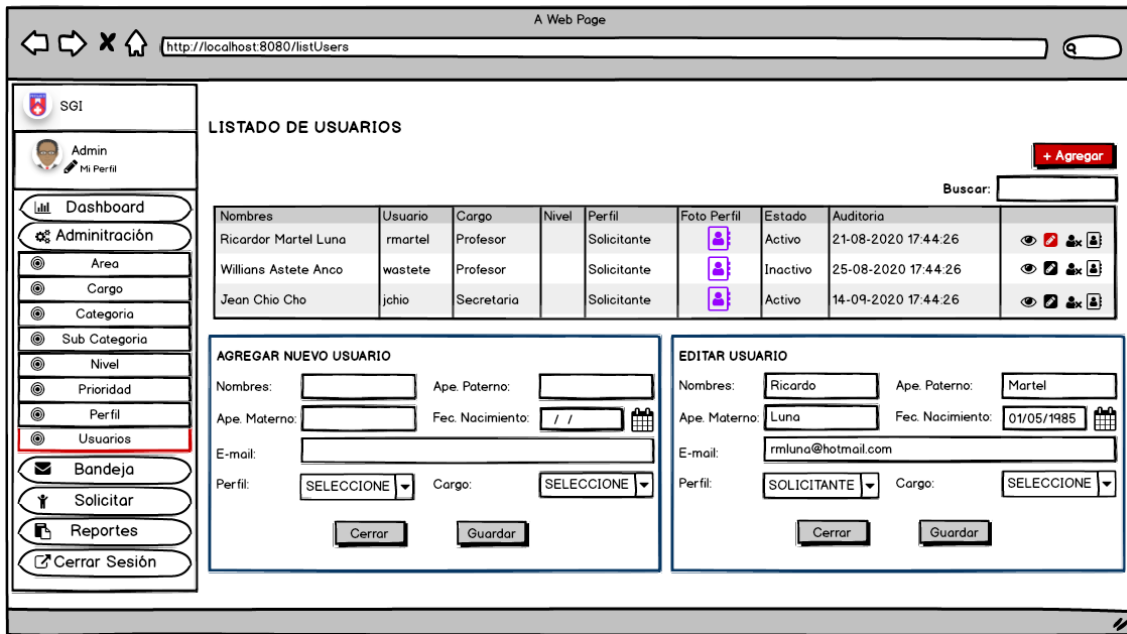 A Web Page
http://localhost:8080/listUsers
SGI
Admin
Mi Perfil
Dashboard
Adminitración
Area
Cargo
Categoria
Sub Categoria
Nivel
Prioridad
Perfil
Usuarios
Bandeja
Solicitar
Reportes
Cerrar Sesión
LISTADO DE USUARIOS
+ Agregar
Buscar:
Nombres Usuario Cargo Nivel Perfil Foto Perfil Estado Auditoria
Ricardor Martel Luna rmartel Profesor Solicitante Activo 21-08-2020 17:44:26
Willians Astete Anco wastete Profesor Solicitante Inactivo 25-08-2020 17:44:26
Jean Chio Cho jchio Secretaria Solicitante Activo 14-09-2020 17:44:26
AGREGAR NUEVO USUARIO
Nombres: Ape. Paterno:
Ape. Materno: Fec. Nacimiento: / /
E-mail:
Perfil: SELECCIONE Cargo: SELECCIONE
Cerrar Guardar
EDITAR USUARIO
Nombres: Ricardo Ape. Paterno: Martel
Ape. Materno: Luna Fec. Nacimiento: 01/05/1985
E-mail: rmluna@hotmail.com
Perfil: SOLICITANTE Cargo: SELECCIONE
Cerrar Guardar